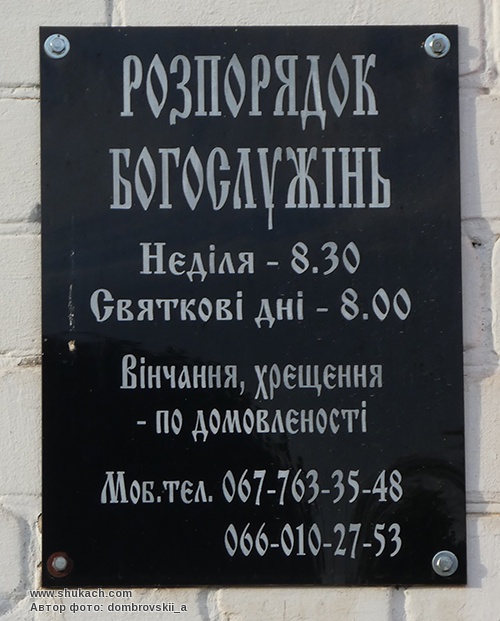 РОЗПОРЯДОК
БОГОСЛУЖІНЬ
Неділя - 8.30
Святкові дні - 8.00
Вінчання, хрещення
- по домовленості
Моб.тел. 067-763-35-48
066-010-27-53
www.shukach.com
Автор фото: dombrovskii_a